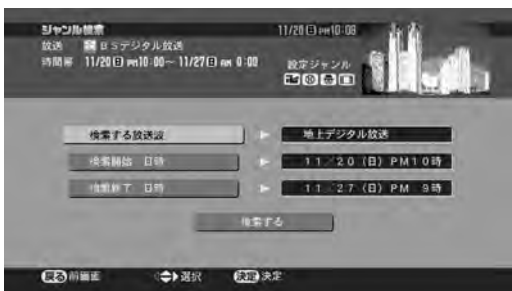 ジャンル検索
11/20 日 PM10:08
放送 BSデジタル放送
時間帯 11/20 日 PM10:00～11/27 日 AM 0:00
設定ジャンル
検索する放送波 ▶ 地上デジタル放送
検索開始 日時 ▶ 11/20(日)PM10時
検索終了 日時 ▶ 11/27(日)PM 9時
検索する
戻る 前画面 選択 決定 決定